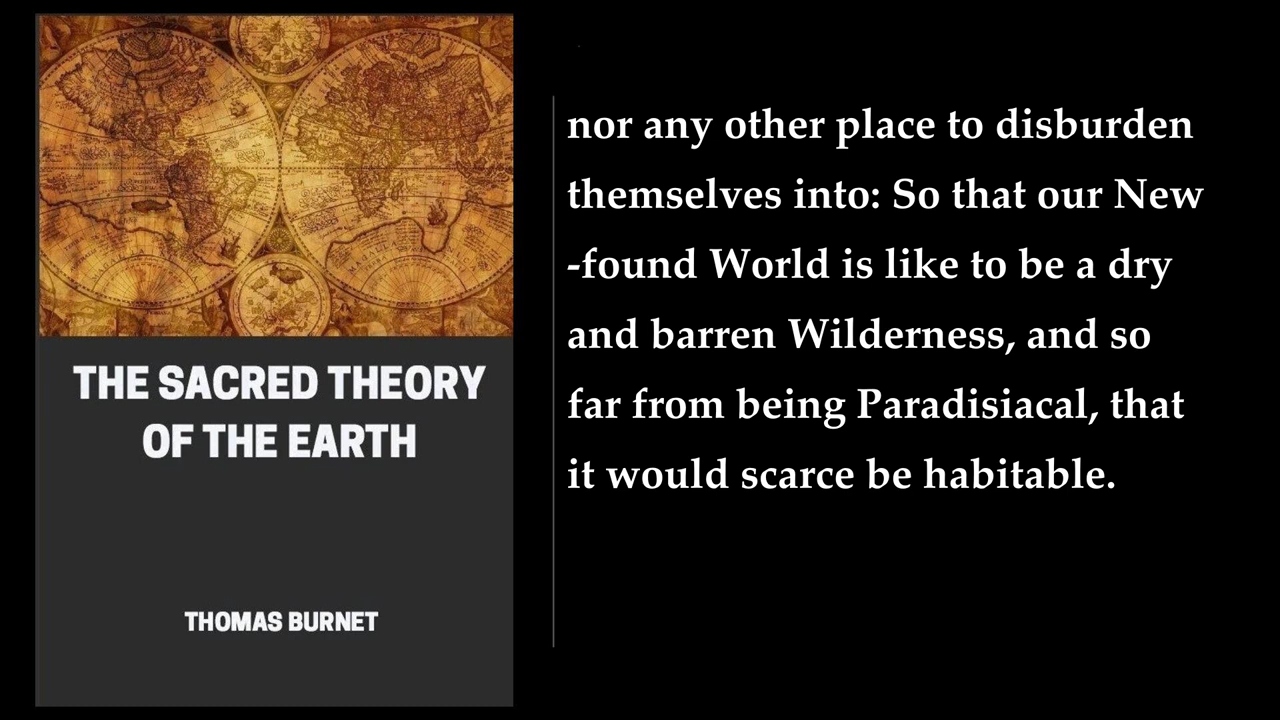 THE SACRED THEORY
OF THE EARTH
THOMAS BURNET
nor any other place to disburden
themselves into: So that our New
-found World is like to be a dry
and barren Wilderness, and so
far from being Paradisiacal, that
it would scarce be habitable.